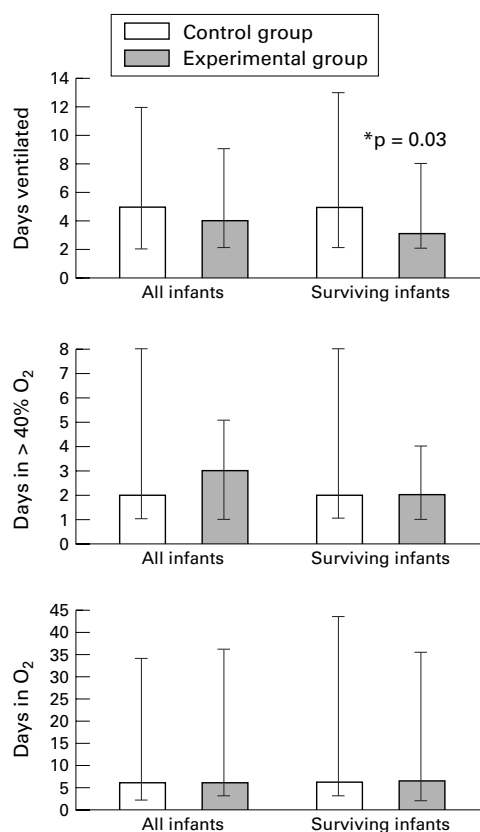 Control group
Experimental group
Days ventilated
14
12
10
8
6
4
2
0
*p = 0.03
All infants
Surviving infants
Days in > 40% O₂
8
7
6
5
4
3
2
1
0
All infants
Surviving infants
Days in O₂
45
40
35
30
25
20
15
10
5
0
All infants
Surviving infants